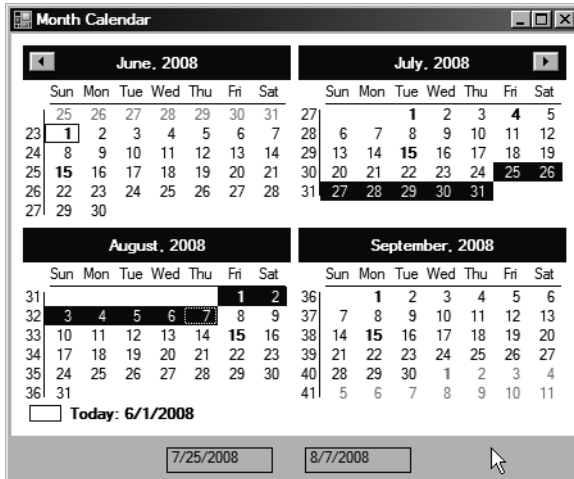 Month Calendar
June, 2008
Sun Mon Tue Wed Thu Fri Sat
25 26 27 28 29 30 31
23 1 2 3 4 5 6 7
24 8 9 10 11 12 13 14
25 15 16 17 18 19 20 21
26 22 23 24 25 26 27 28
27 29 30
July, 2008
Sun Mon Tue Wed Thu Fri Sat
27 1 2 3 4 5
28 6 7 8 9 10 11 12
29 13 14 15 16 17 18 19
30 20 21 22 23 24 25 26
31 27 28 29 30 31
August, 2008
Sun Mon Tue Wed Thu Fri Sat
31 1 2
32 3 4 5 6 7 8 9
33 10 11 12 13 14 15 16
34 17 18 19 20 21 22 23
35 24 25 26 27 28 29 30
36 31
September, 2008
Sun Mon Tue Wed Thu Fri Sat
36 1 2 3 4 5 6
37 7 8 9 10 11 12 13
38 14 15 16 17 18 19 20
39 21 22 23 24 25 26 27
40 28 29 30 1 2 3 4
41 5 6 7 8 9 10 11
Today: 6/1/2008
7/25/2008 8/7/2008